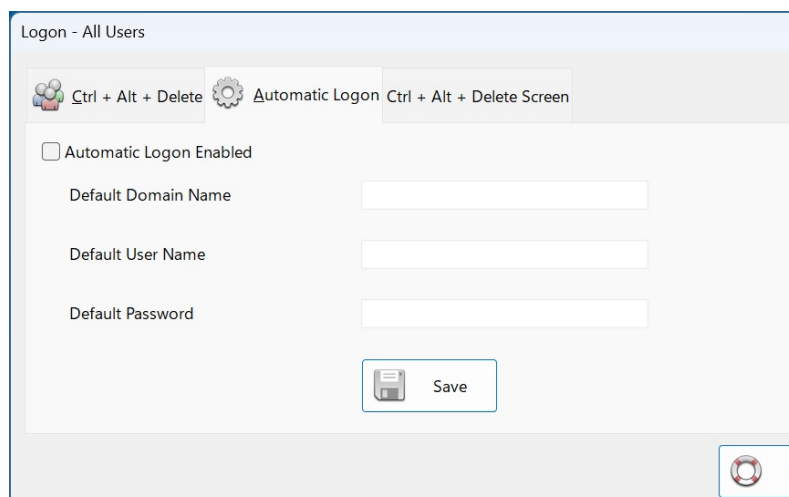 Logon - All Users
Ctrl + Alt + Delete Automatic Logon Ctrl + Alt + Delete Screen
Automatic Logon Enabled
Default Domain Name
Default User Name
Default Password
Save